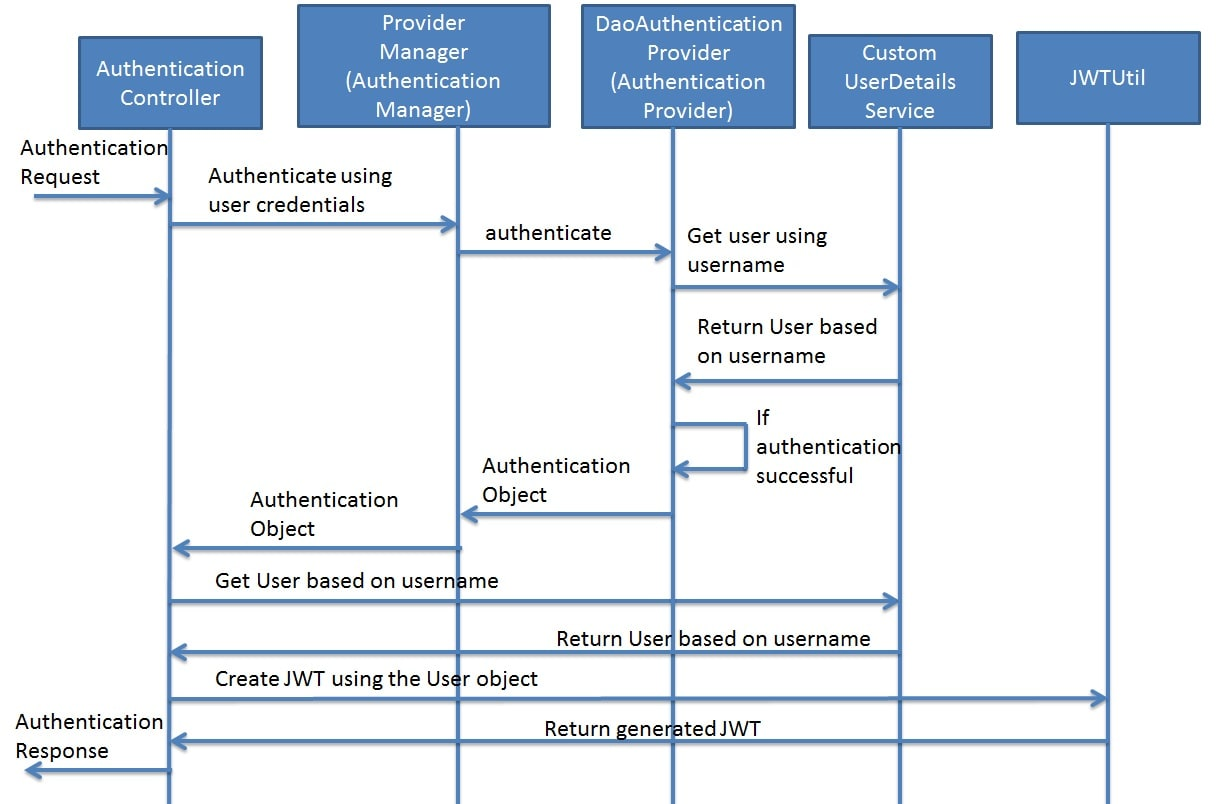 Authentication
Controller
Provider
Manager
(Authentication
Manager)
DaoAuthentication
Provider
(Authentication
Provider)
Custom
UserDetails
Service
JWTUtil
Authentication
Request
Authenticate using
user credentials
authenticate
Get user using
username
Return User based
on username
If
authentication
successful
Authentication
Object
Authentication
Object
Get User based on username
Return User based on username
Create JWT using the User object
Return generated JWT
Authentication
Response